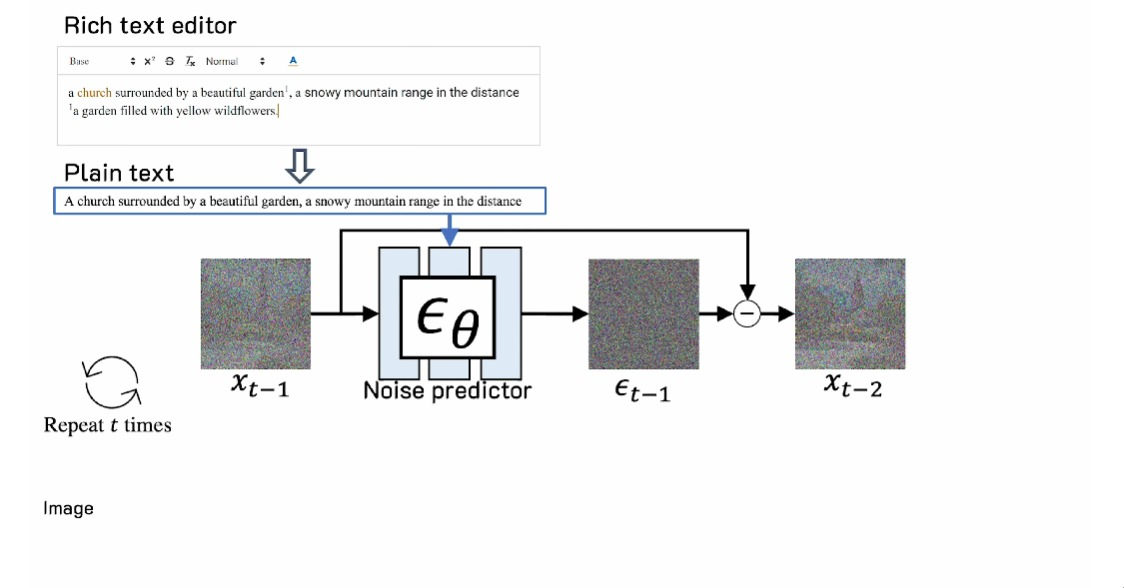 Rich text editor
Base X² S Tx Normal A
a church surrounded by a beautiful garden¹, a snowy mountain range in the distance
¹a garden filled with yellow wildflowers.
Plain text
A church surrounded by a beautiful garden, a snowy mountain range in the distance
ϵθ
−
xt−1
Noise predictor
ϵt−1
xt−2
Repeat t times
Image